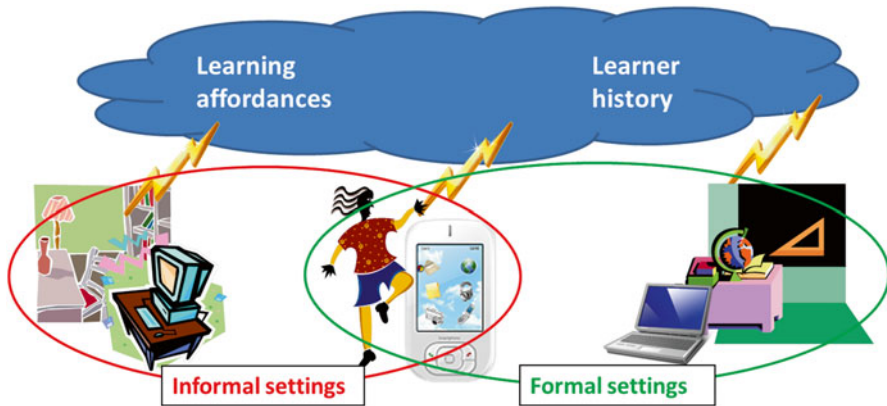 Learning
affordances
Learner
history
Informal settings
Formal settings